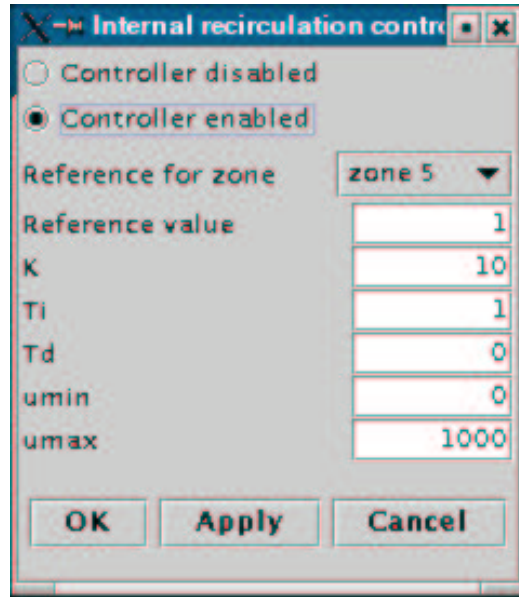 Internal recirculation contro
Controller disabled
Controller enabled
Reference for zone zone 5
Reference value 1
K 10
Ti 1
Td 0
umin 0
umax 1000
OK Apply Cancel